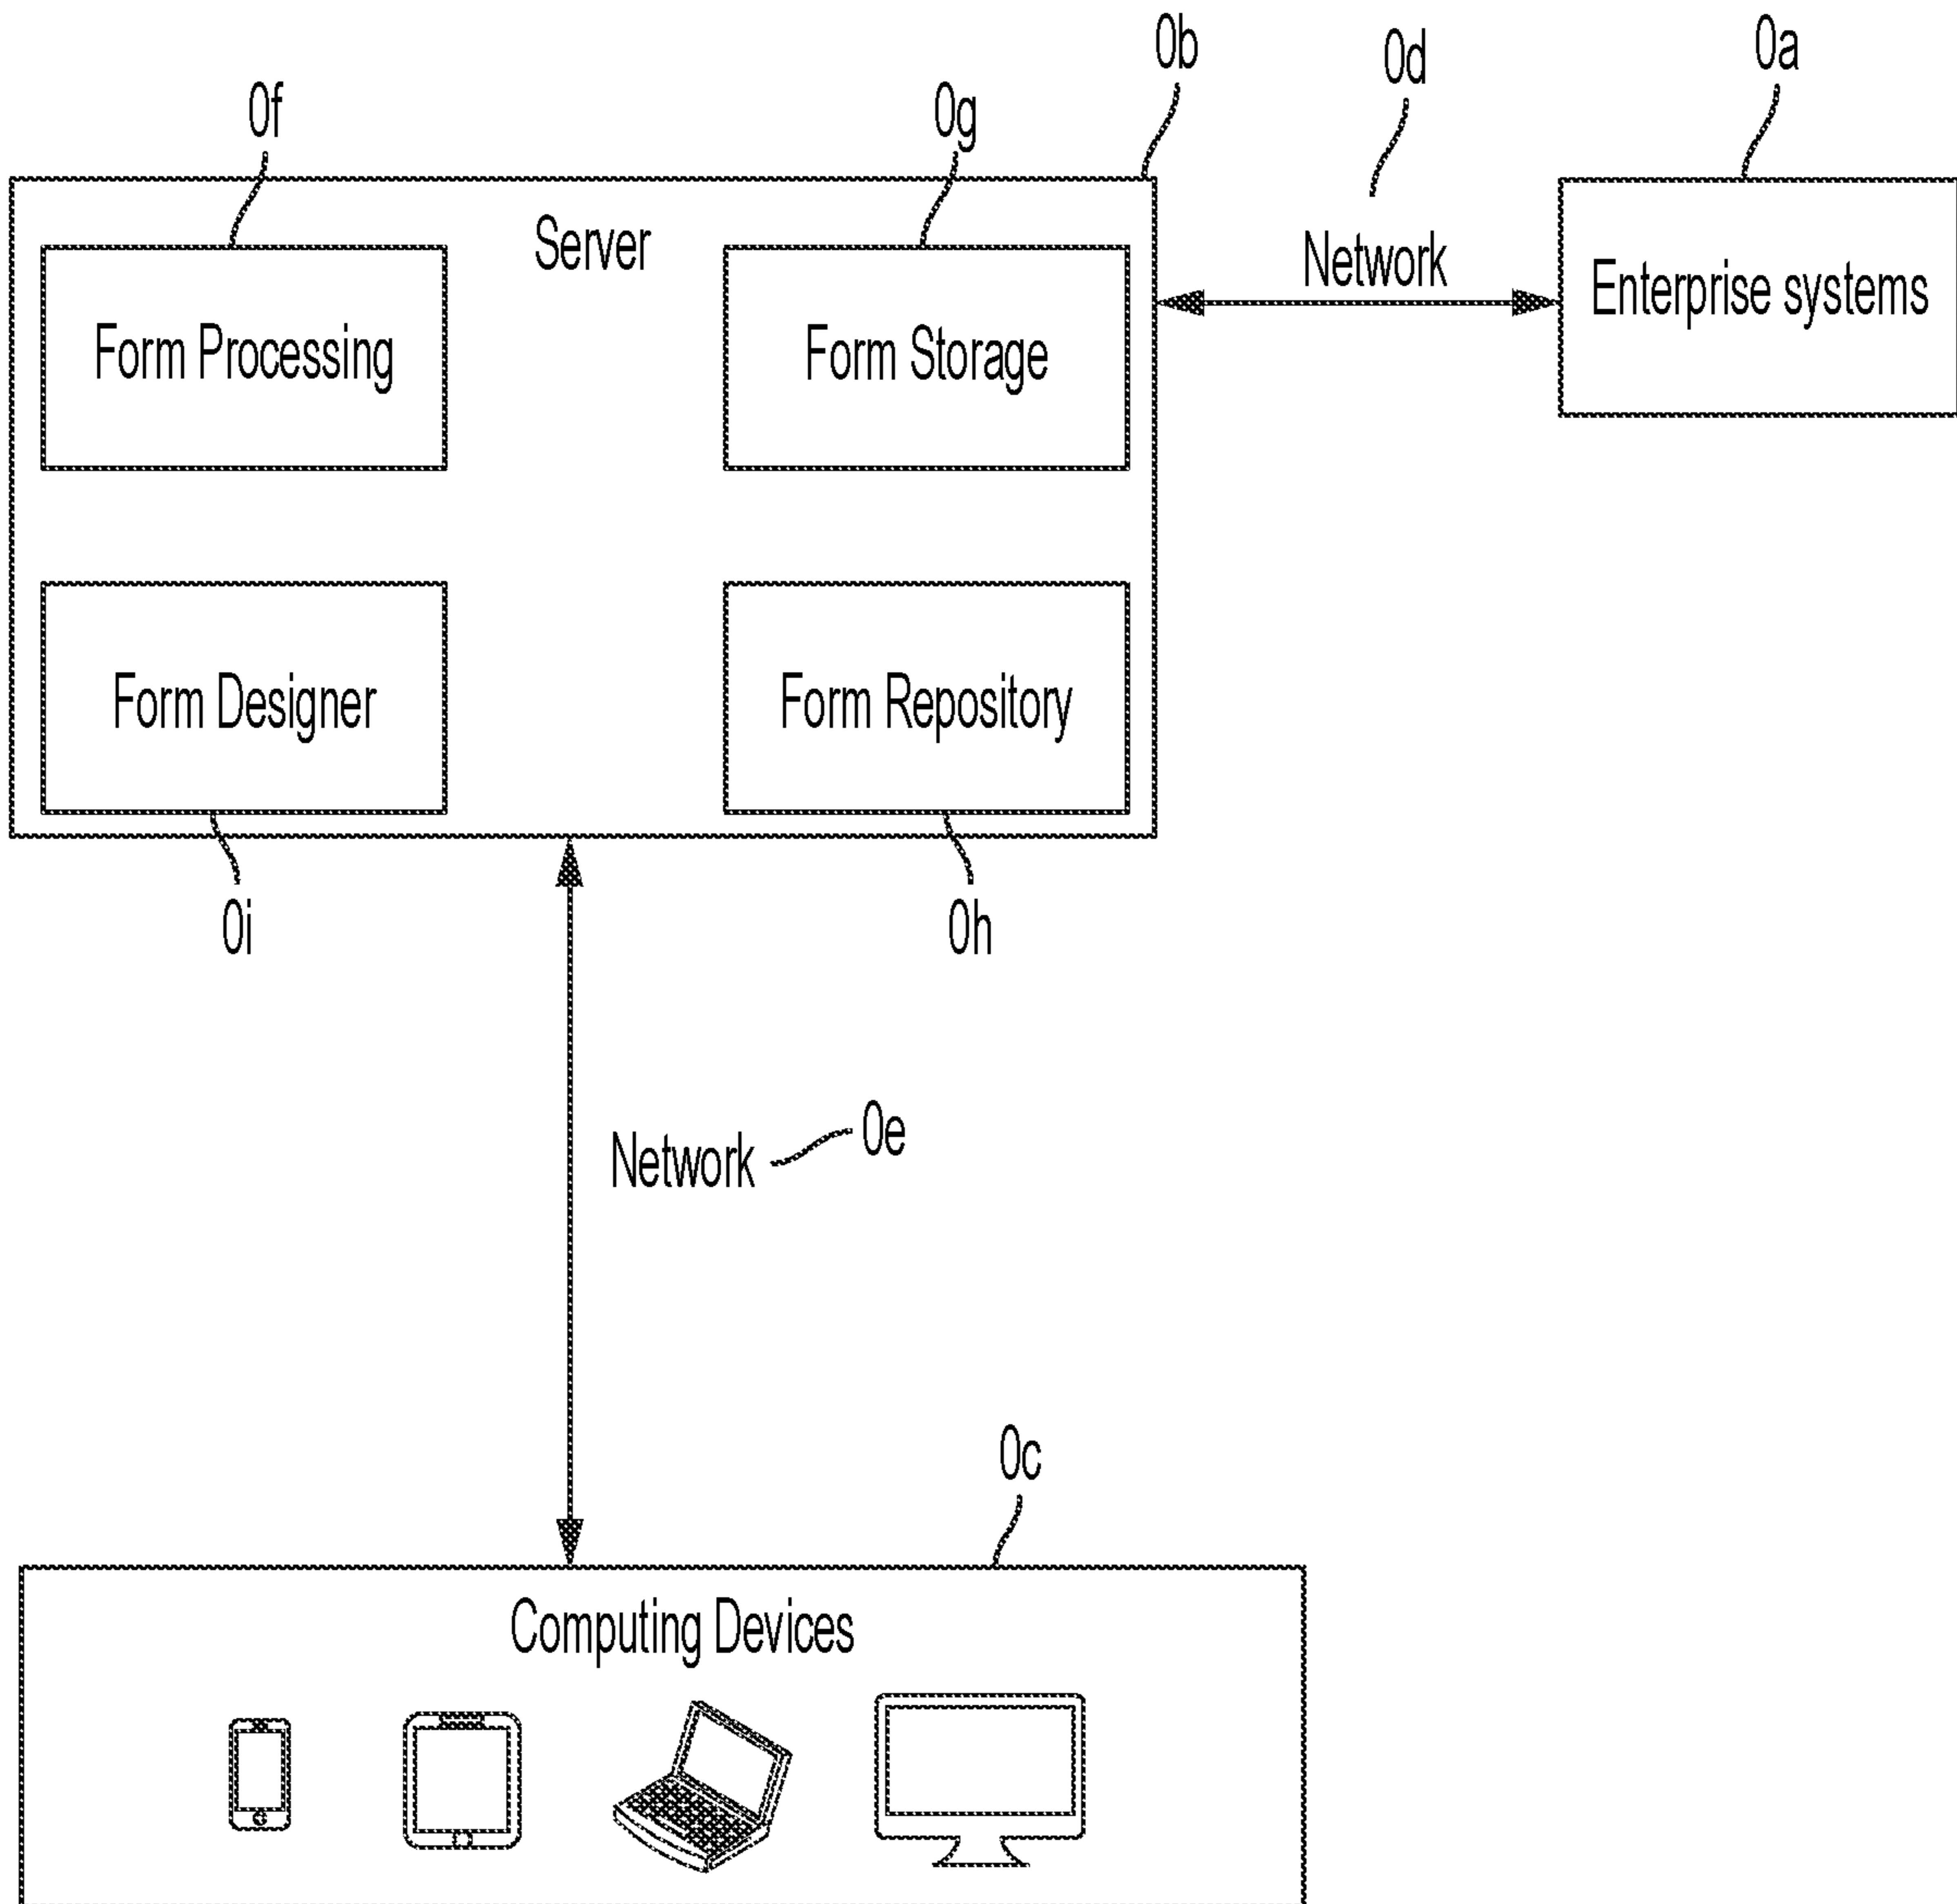 0b
0d
0a
0f
0g
Server
Network
Enterprise systems
Form Processing
Form Storage
Form Designer
Form Repository
0i
0h
Network
0e
0c
Computing Devices